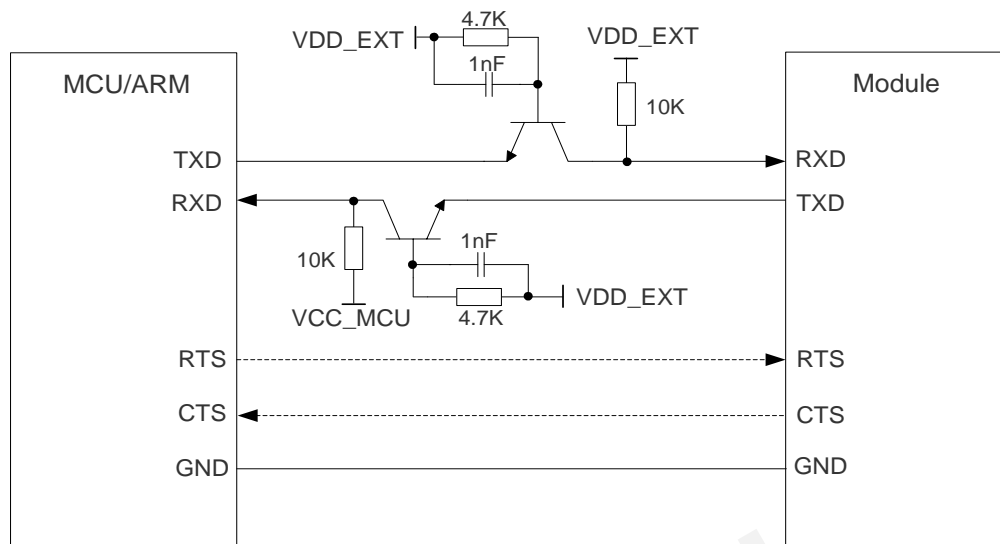 4.7K
VDD_EXT
VDD_EXT
1nF
MCU/ARM
Module
10K
TXD
RXD
RXD
TXD
1nF
10K
VDD_EXT
VCC_MCU
4.7K
RTS
RTS
CTS
CTS
GND
GND